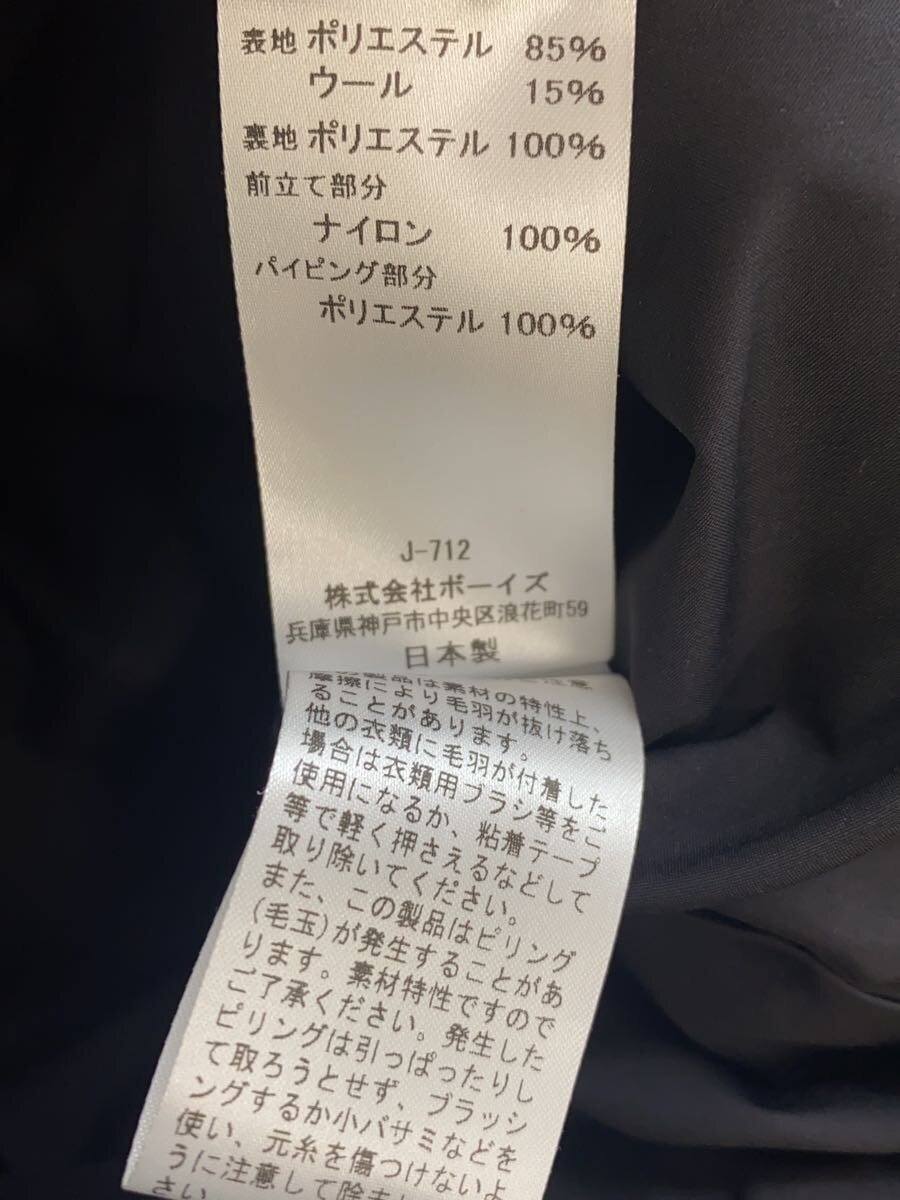 表地 ポリエステル 85%
ウール 15%
裏地 ポリエステル 100%
前立て部分
ナイロン 100%
パイピング部分
ポリエステル 100%
J-712
株式会社ボーイズ
兵庫県神戸市中央区浪花町59
日本製
製品は素材の特性上、
摩擦により毛羽が抜け落ち
ることがあります。
他の衣類に毛羽が付着した
場合は衣類用ブラシ等をご
使用になるか、粘着テープ
等で軽く押さえるなどして
取り除いてください。
また、この製品はピリング
(毛玉)が発生することがあ
ります。素材特性ですので
ご了承ください。発生した
ピリングは引っぱったりし
て取ろうとせず、ブラッシ
ングするか小バサミなどを
使い、元糸を傷つけないよ
うに注意して除
さい。